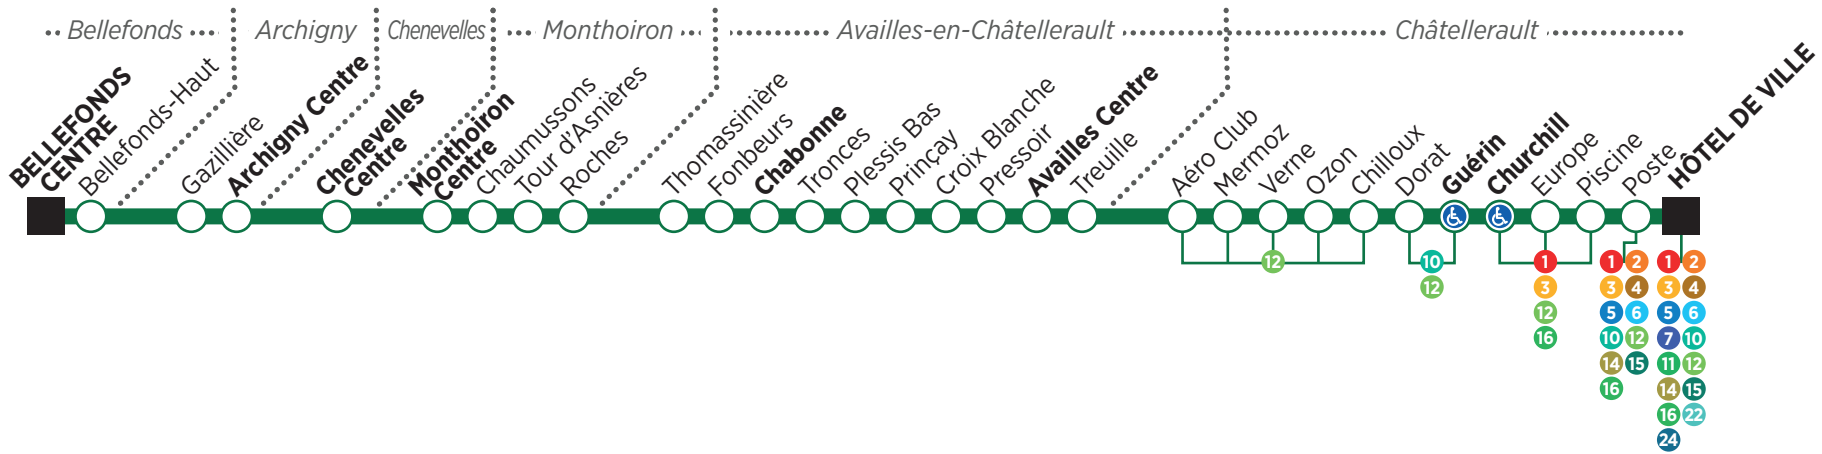 Bellefonds
Archigny
Chenevelles
Monthoiron
Availles-en-Châtellerault
Châtellerault
BELLEFONDS
CENTRE
Bellefonds-Haut
Gazillière
Archigny Centre
Chenevelles
Centre
Monthoiron
Centre
Chaumussons
Tour d'Asnières
Roches
Thomassinière
Fonbeurs
Chabonne
Tronces
Plessis Bas
Prinçay
Croix Blanche
Pressoir
Availles Centre
Treuille
Aéro Club
Mermoz
Verne
Ozon
Chilloux
Dorat
Guérin
Churchill
Europe
Piscine
Poste
HÔTEL DE VILLE
12
10
12
1
3
12
16
1 2
3 4
5 6
10 12
14 15
16
1 2
3 4
5 6
7 10
11 12
14 15
16 22
24